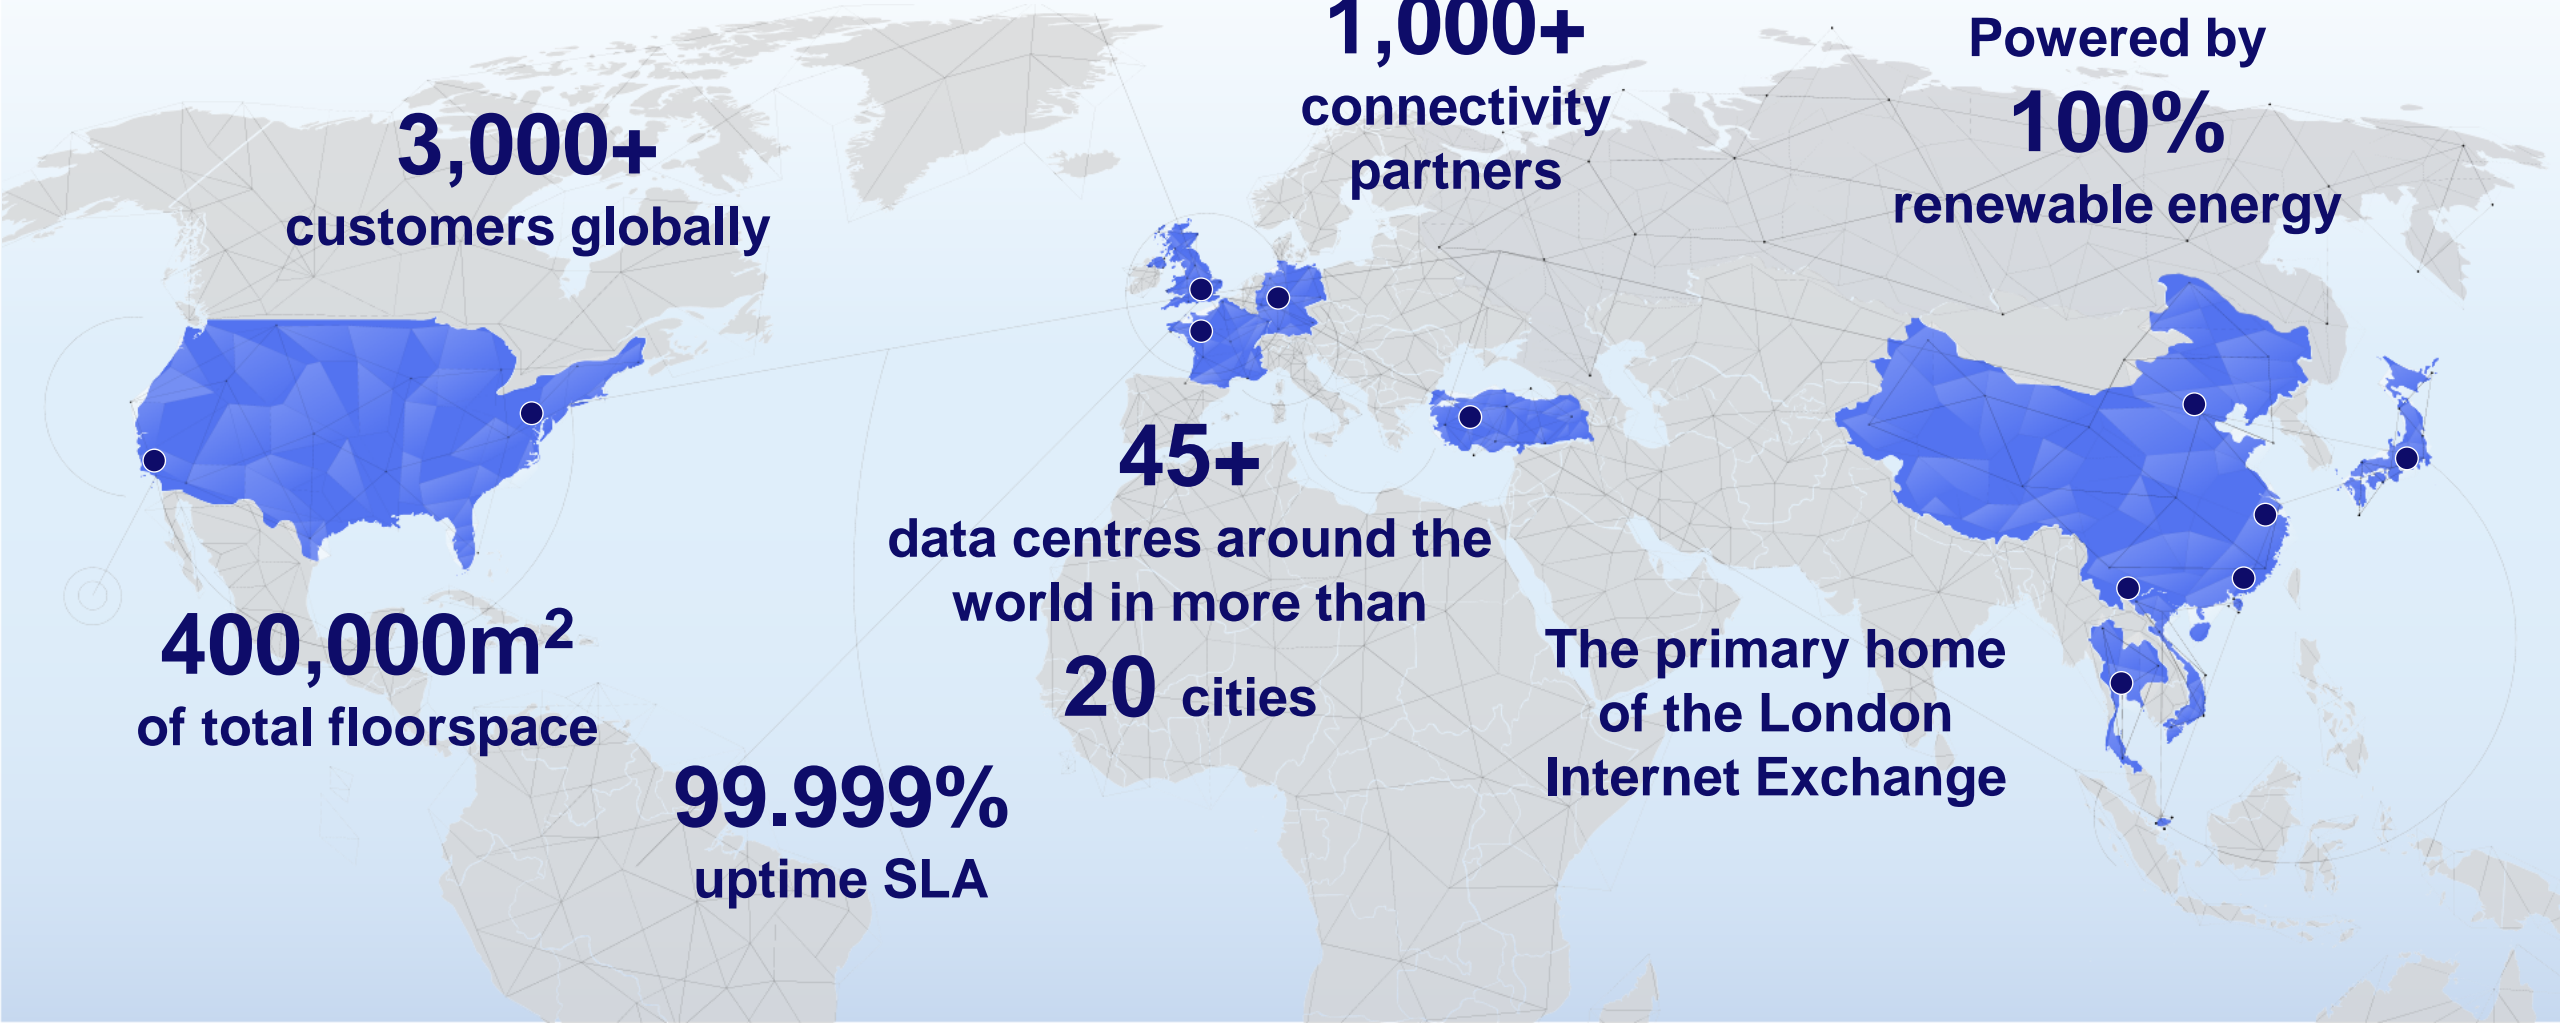 1,000+
connectivity
partners
Powered by
100%
renewable energy
3,000+
customers globally
45+
data centres around the
world in more than
20 cities
400,000m²
of total floorspace
The primary home
of the London
Internet Exchange
99.999%
uptime SLA